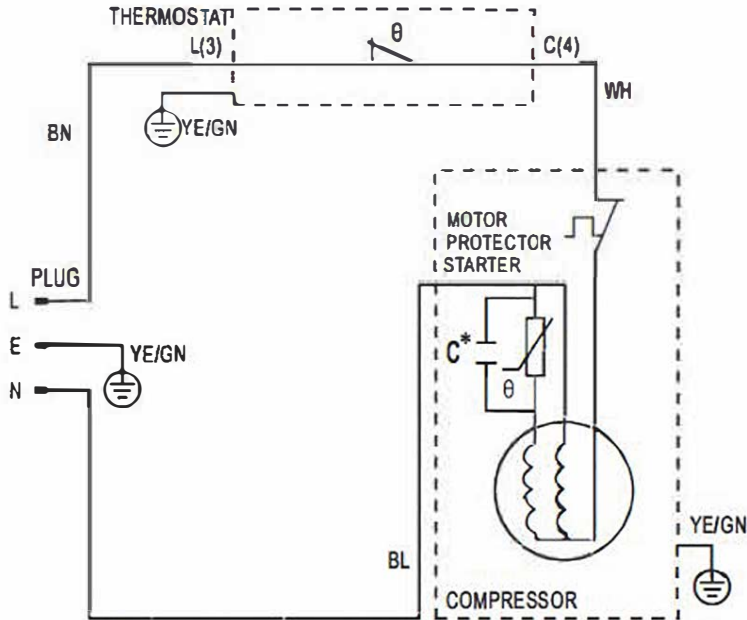 THERMOSTAT
L(3)
θ
C(4)
WH
BN
YE/GN
MOTOR
PROTECTOR
STARTER
PLUG
L
E
YE/GN
N
C*
θ
YE/GN
BL
COMPRESSOR